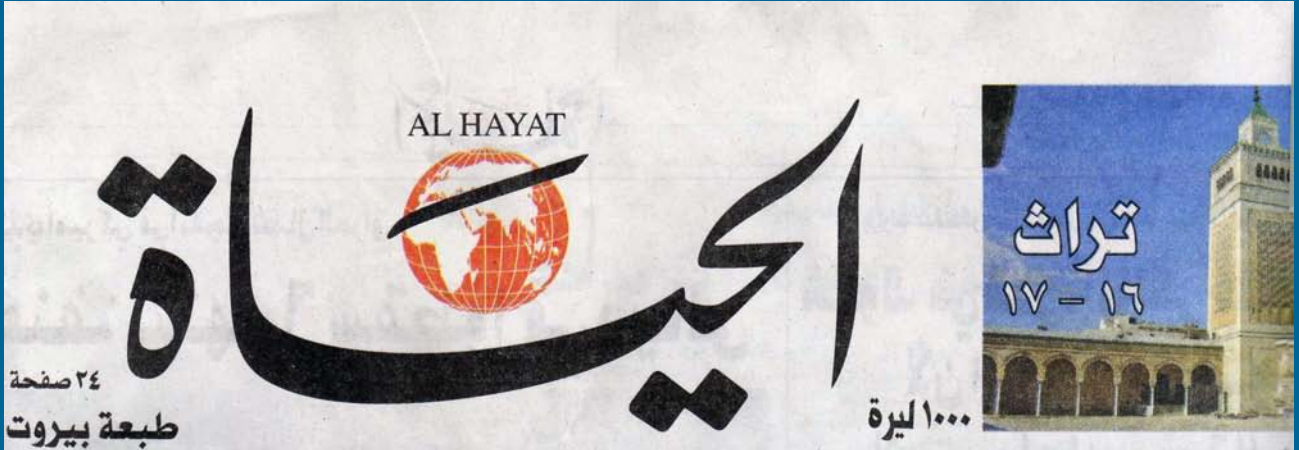 AL HAYAT
الحياة
تراث
١٦ - ١٧
١٠٠٠ ليرة
٢٤ صفحة
طبعة بيروت